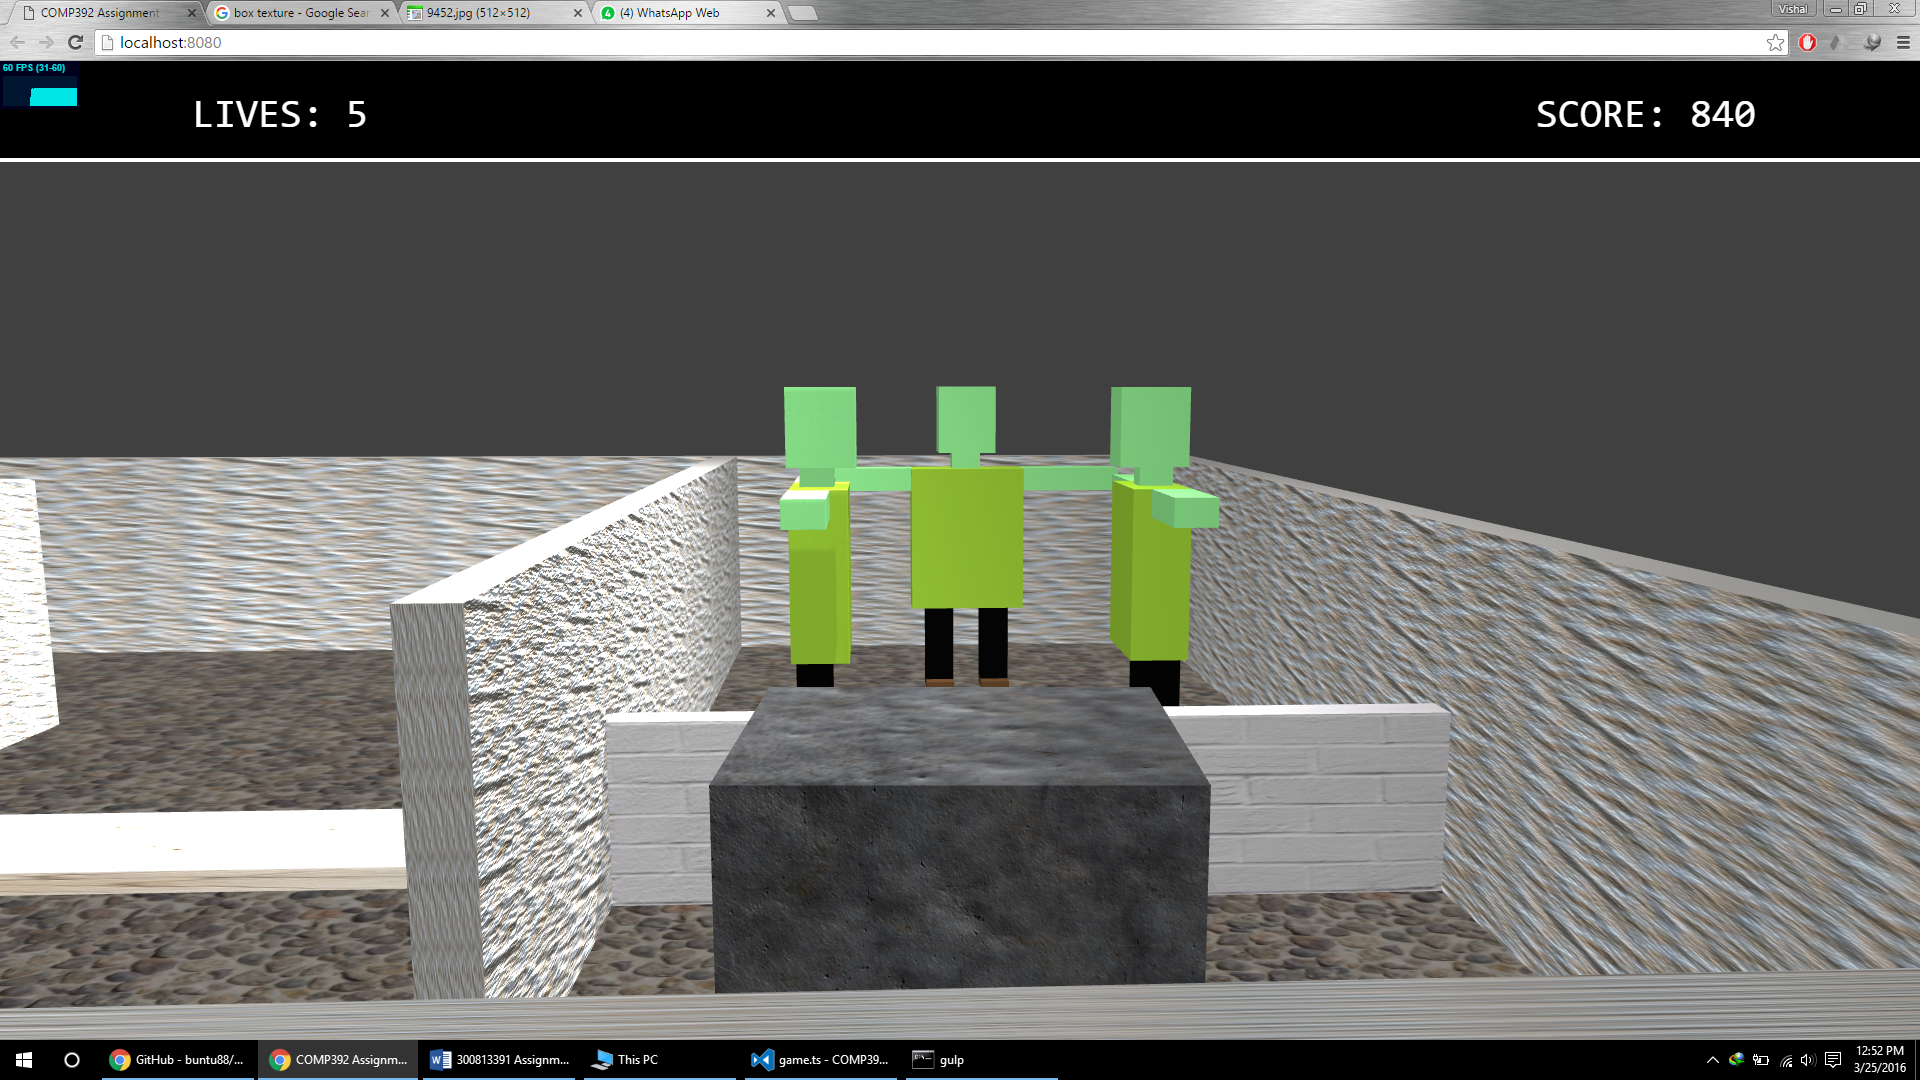 COMP392 Assignment
box texture - Google Sear
9452.jpg (512×512)
(4) WhatsApp Web
Vishal
localhost:8080
60 FPS (31-60)
LIVES: 5
SCORE: 840
GitHub - buntu88/...
COMP392 Assignm...
300813391 Assignm...
This PC
game.ts - COMP39...
gulp
12:52 PM
3/25/2016